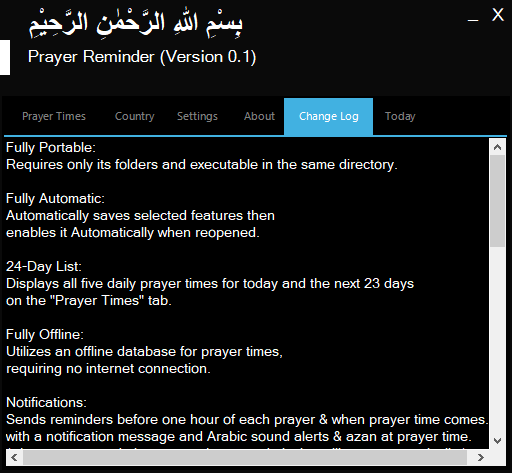 بِسْمِ اللهِ الرَّحْمٰنِ الرَّحِيْمِ
_ X
Prayer Reminder (Version 0.1)
Prayer Times Country Settings About Change Log Today
Fully Portable:
Requires only its folders and executable in the same directory.
Fully Automatic:
Automatically saves selected features then
enables it Automatically when reopened.
24-Day List:
Displays all five daily prayer times for today and the next 23 days
on the "Prayer Times" tab.
Fully Offline:
Utilizes an offline database for prayer times,
requiring no internet connection.
Notifications:
Sends reminders before one hour of each prayer & when prayer time comes.
with a notification message and Arabic sound alerts & azan at prayer time.